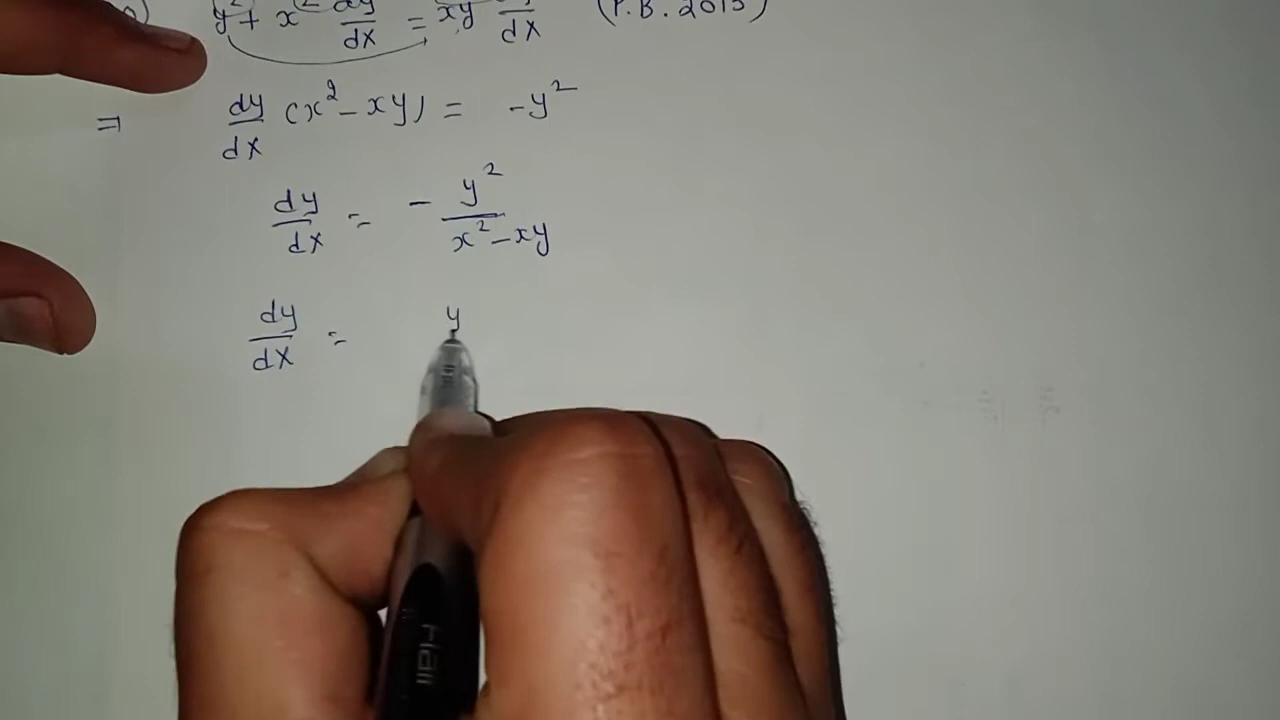 y² + x² dy/dx = xy dy/dx (P.B. 2015)
= dy/dx (x² - xy) = -y²
dy/dx = - y²/x² - xy
dy/dx = y
Hall